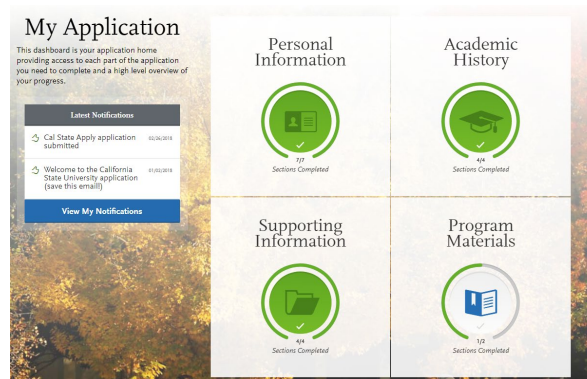 My Application
This dashboard is your application home
providing access to each part of the application
you need to complete and a high level overview of
your progress.
Latest Notifications
Cal State Apply application
submitted
02/26/2018
Welcome to the California
State University application
(save this email!)
01/02/2018
View My Notifications
Personal
Information
7/7
Sections Completed
Academic
History
4/4
Sections Completed
Supporting
Information
4/4
Sections Completed
Program
Materials
1/2
Sections Completed